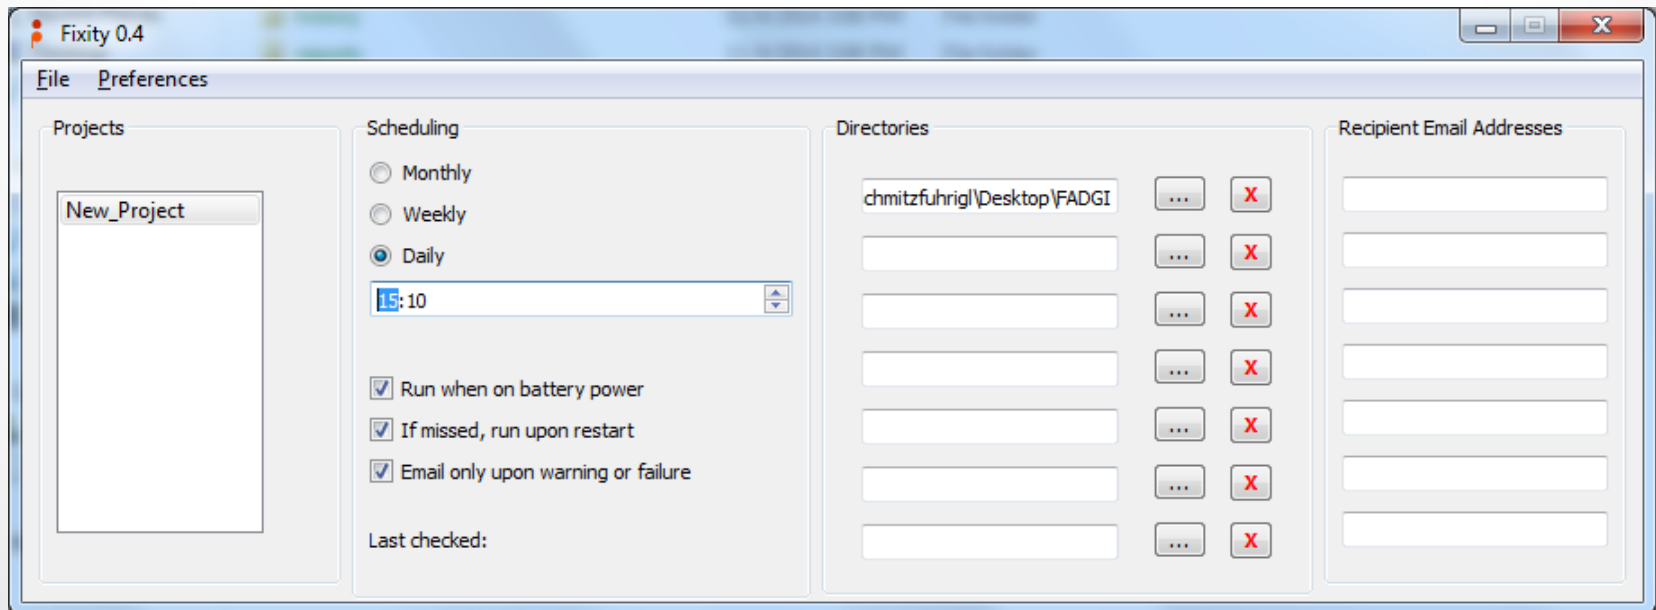 Fixity 0.4
File Preferences
Projects
New_Project
Scheduling
Monthly
Weekly
Daily
15:10
Run when on battery power
If missed, run upon restart
Email only upon warning or failure
Last checked:
Directories
chmitzfuhrigl\Desktop\FADGI
... X
... X
... X
... X
... X
... X
... X
Recipient Email Addresses